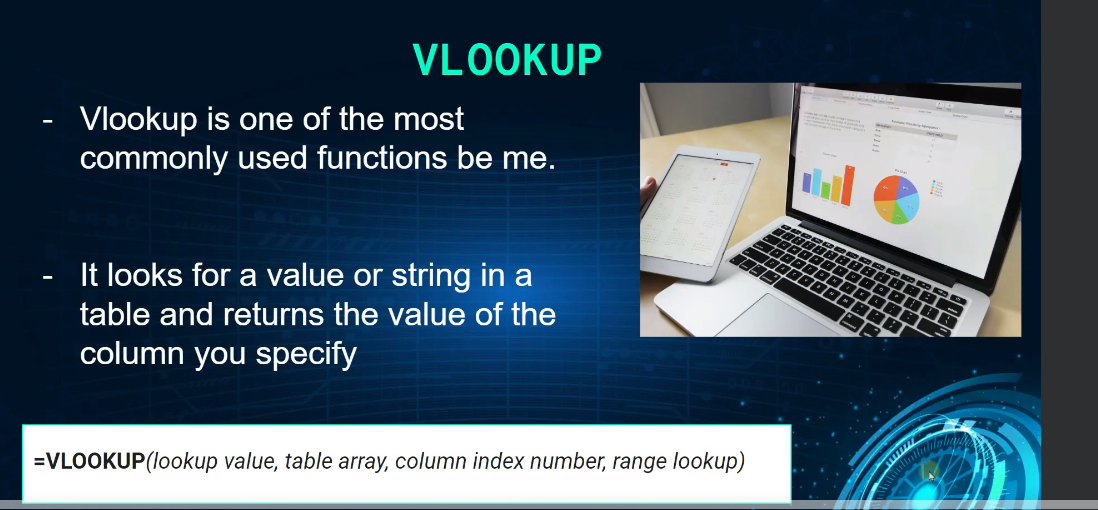 VLOOKUP
- Vlookup is one of the most
commonly used functions be me.
- It looks for a value or string in a
table and returns the value of the
column you specify
=VLOOKUP(lookup value, table array, column index number, range lookup)